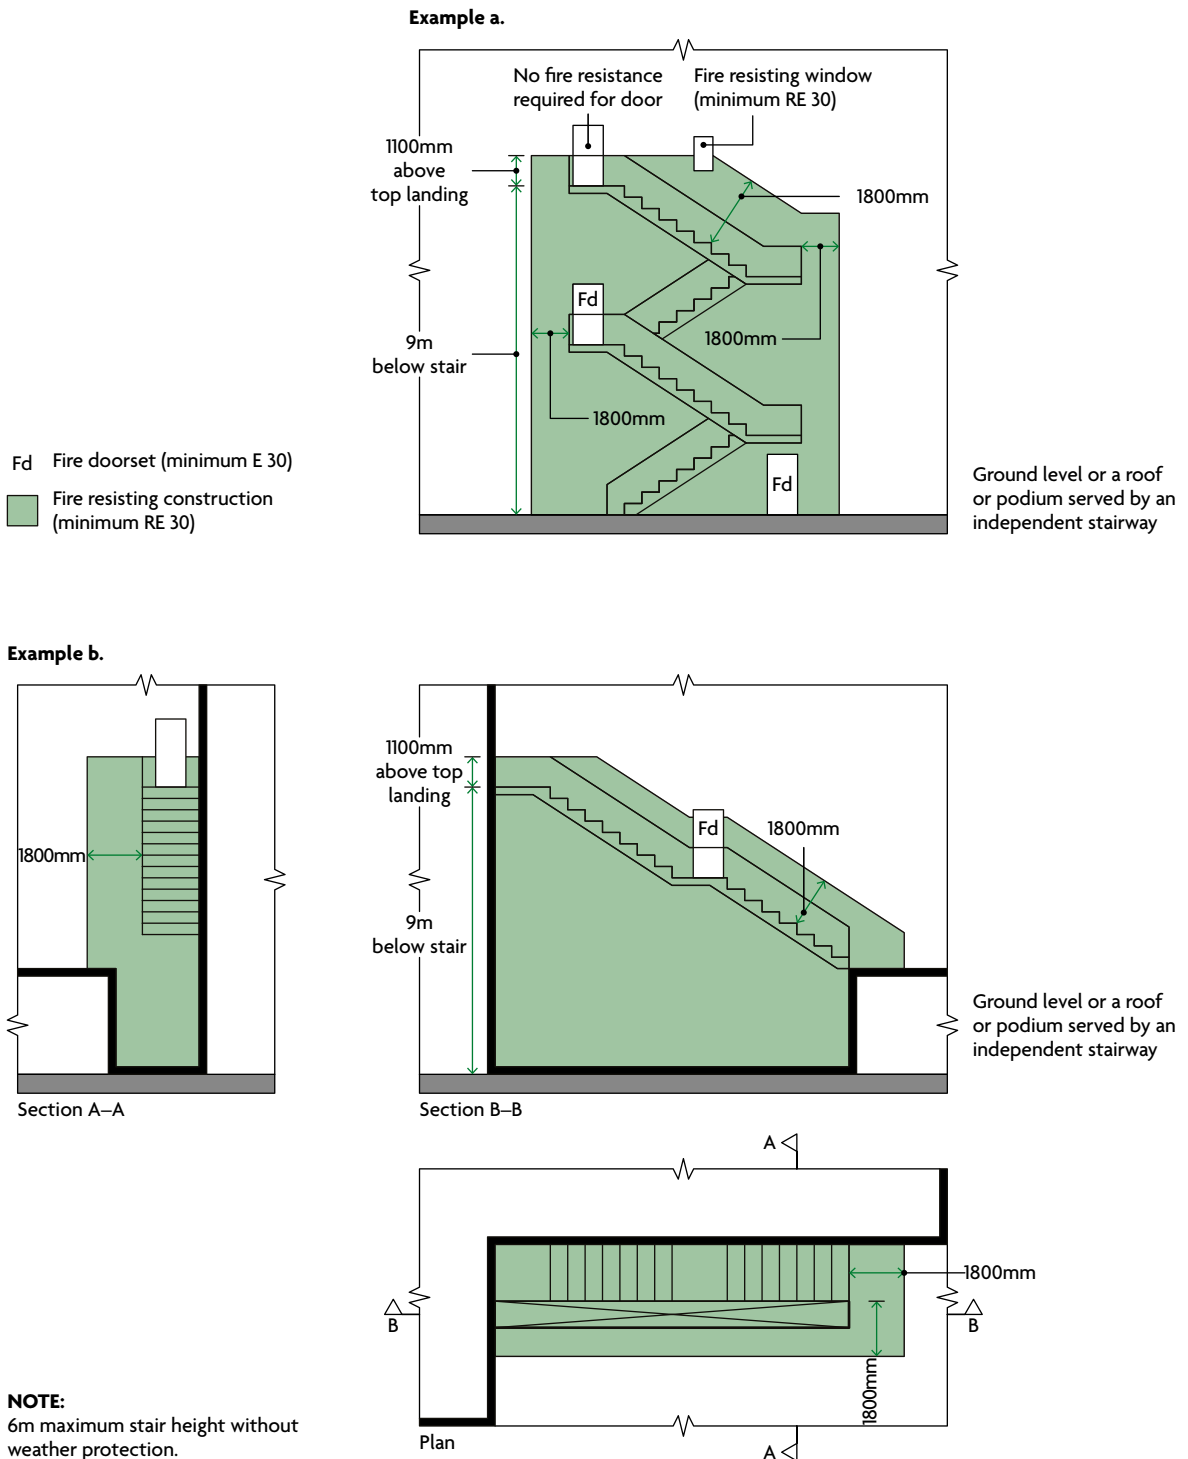 Example a.
No fire resistance
required for door
Fire resisting window
(minimum RE 30)
1100mm
above
top landing
1800mm
Fd
9m
below stair
1800mm
1800mm
Fd
Fd Fire doorset (minimum E 30)
Fire resisting construction
(minimum RE 30)
Ground level or a roof
or podium served by an
independent stairway
Example b.
1100mm
above top
landing
Fd
1800mm
1800mm
9m
below stair
Ground level or a roof
or podium served by an
independent stairway
Section A–A
Section B–B
A
1800mm
B
B
1800mm
NOTE:
6m maximum stair height without
weather protection.
Plan
A